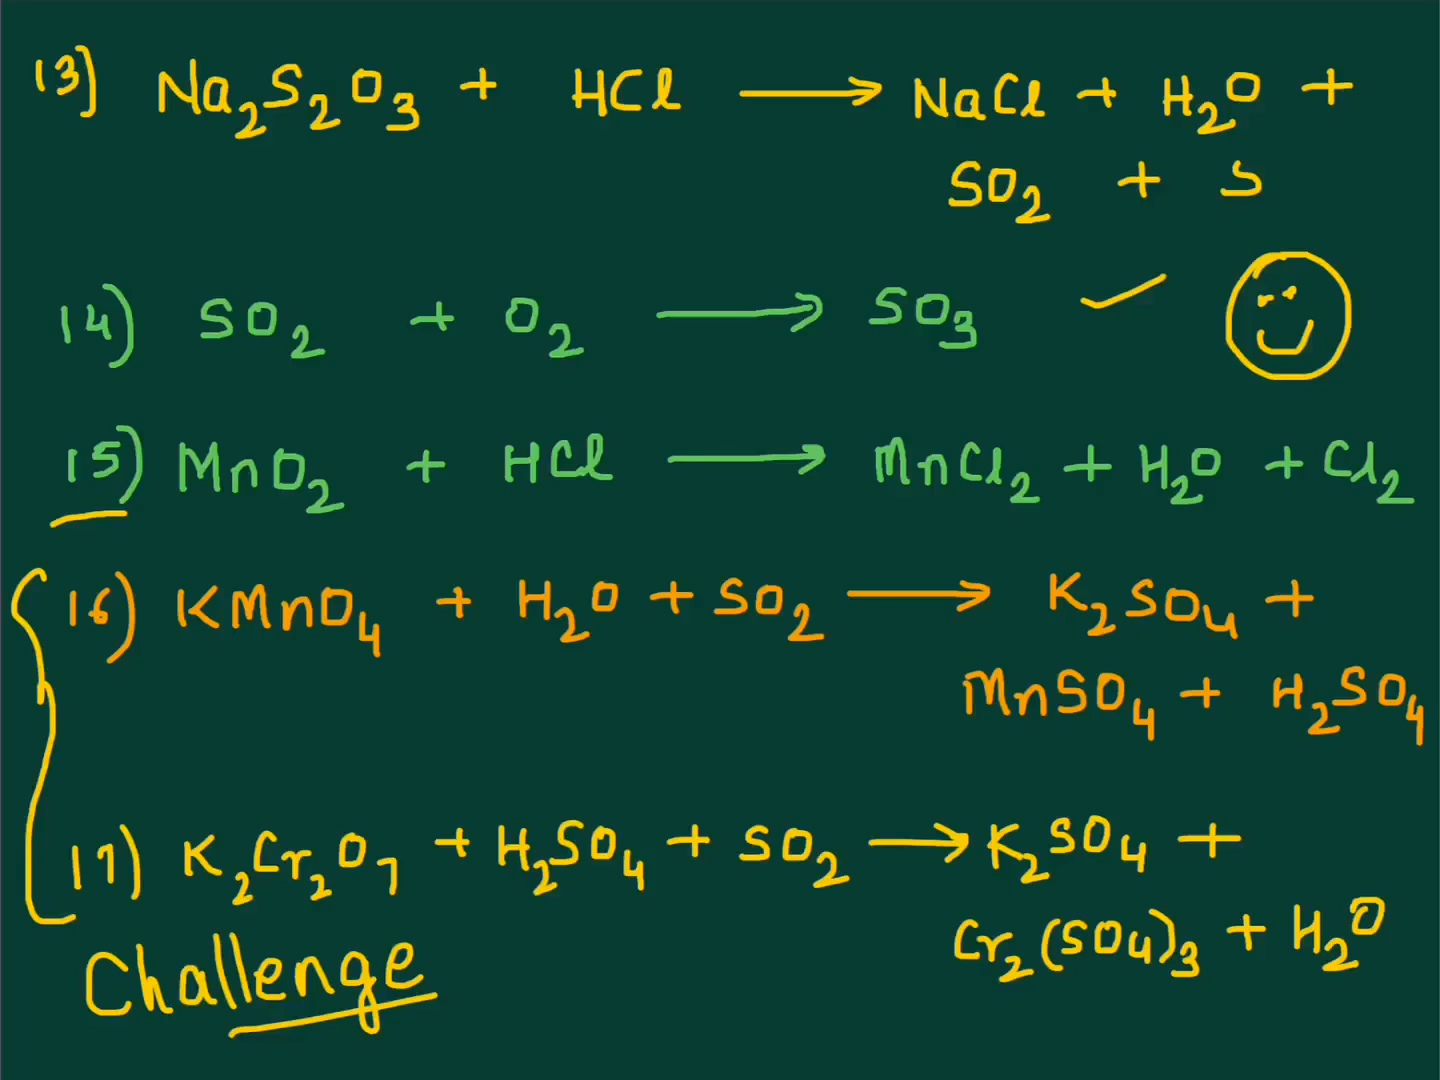 13] Na₂S₂O₃ + HCl ⟶ NaCl + H₂O +
SO₂ + S
14) SO₂ + O₂ ⟶ SO₃ ✓
15) MnO₂ + HCl ⟶ MnCl₂ + H₂O + Cl₂
16) KMnO₄ + H₂O + SO₂ ⟶ K₂SO₄ +
MnSO₄ + H₂SO₄
17) K₂Cr₂O₇ + H₂SO₄ + SO₂ ⟶ K₂SO₄ +
Cr₂(SO₄)₃ + H₂O
Challenge